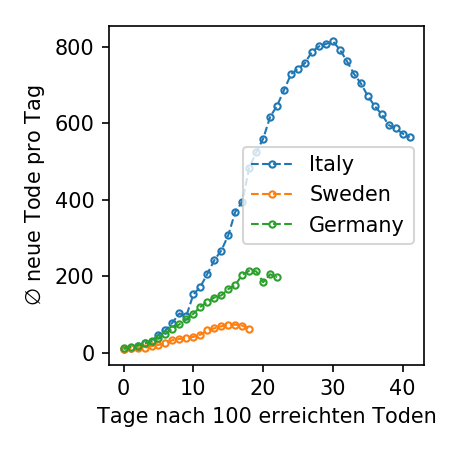 ∅ neue Tode pro Tag
800
600
400
200
0
Italy
Sweden
Germany
0 10 20 30 40
Tage nach 100 erreichten Toden